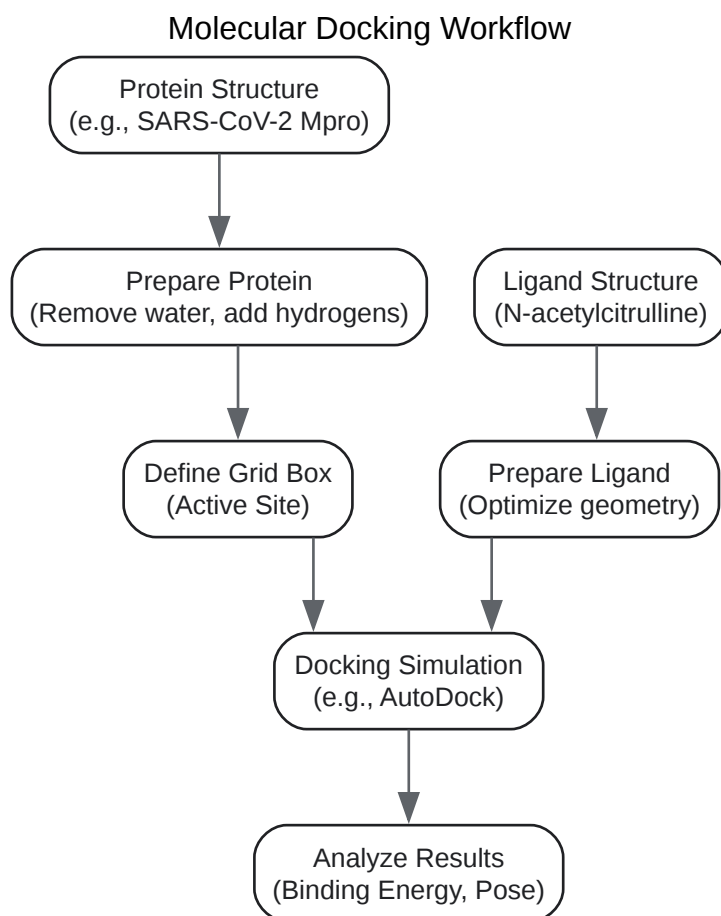 Molecular Docking Workflow
Protein Structure
(e.g., SARS-CoV-2 Mpro)
Prepare Protein
(Remove water, add hydrogens)
Ligand Structure
(N-acetylcitrulline)
Define Grid Box
(Active Site)
Prepare Ligand
(Optimize geometry)
Docking Simulation
(e.g., AutoDock)
Analyze Results
(Binding Energy, Pose)